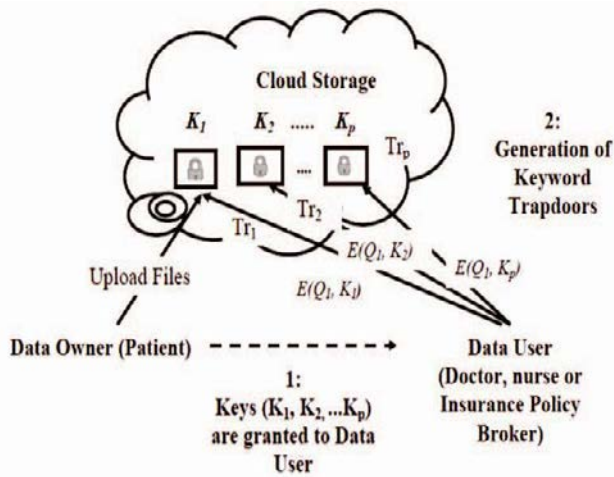 Cloud Storage
K1 K2 ..... Kp
....
Trp
Tr2
Tr1
2:
Generation of
Keyword
Trapdoors
Upload Files
E(Q1, K2)
E(Q1, Kp)
E(Q1, K1)
Data Owner (Patient)
1:
Keys (K1, K2, ...Kp)
are granted to Data
User
Data User
(Doctor, nurse or
Insurance Policy
Broker)